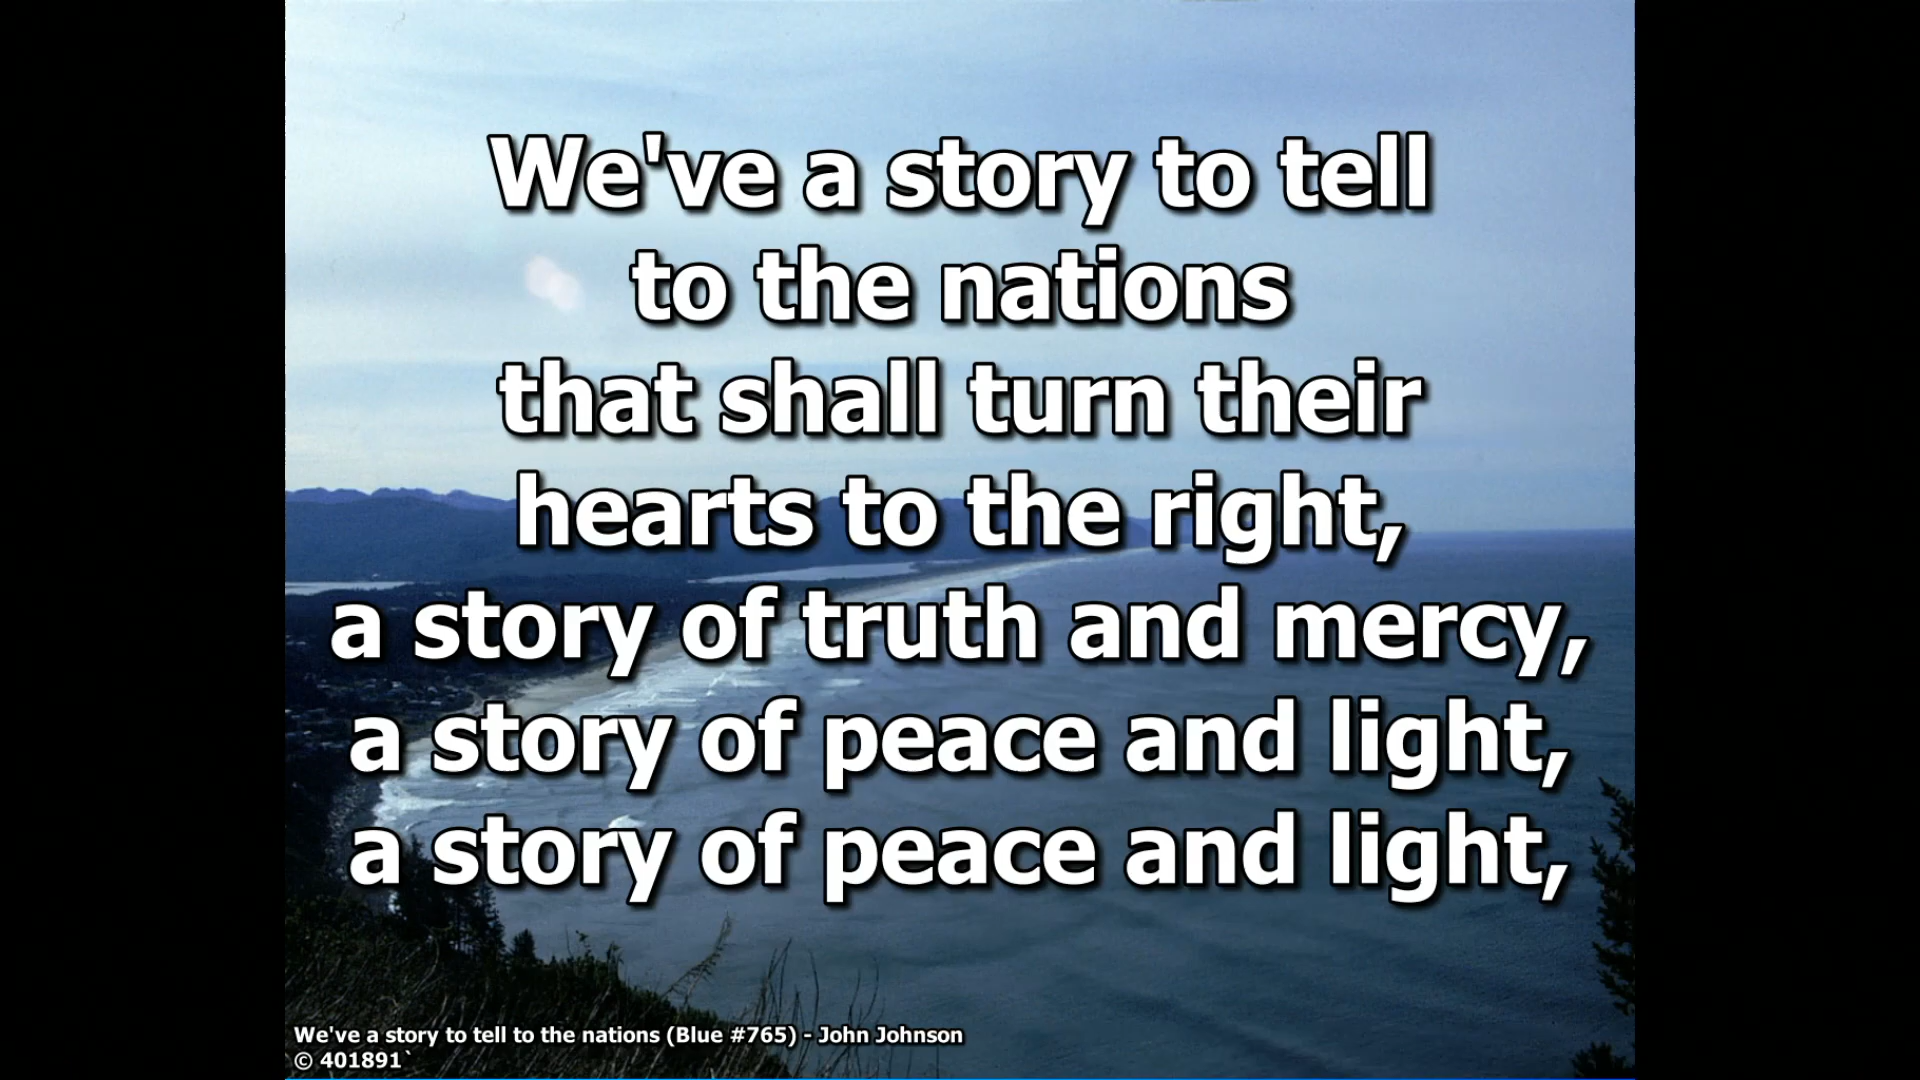 We've a story to tell
to the nations
that shall turn their
hearts to the right,
a story of truth and mercy,
a story of peace and light,
a story of peace and light,
We've a story to tell to the nations (Blue #765) - John Johnson
© 401891`